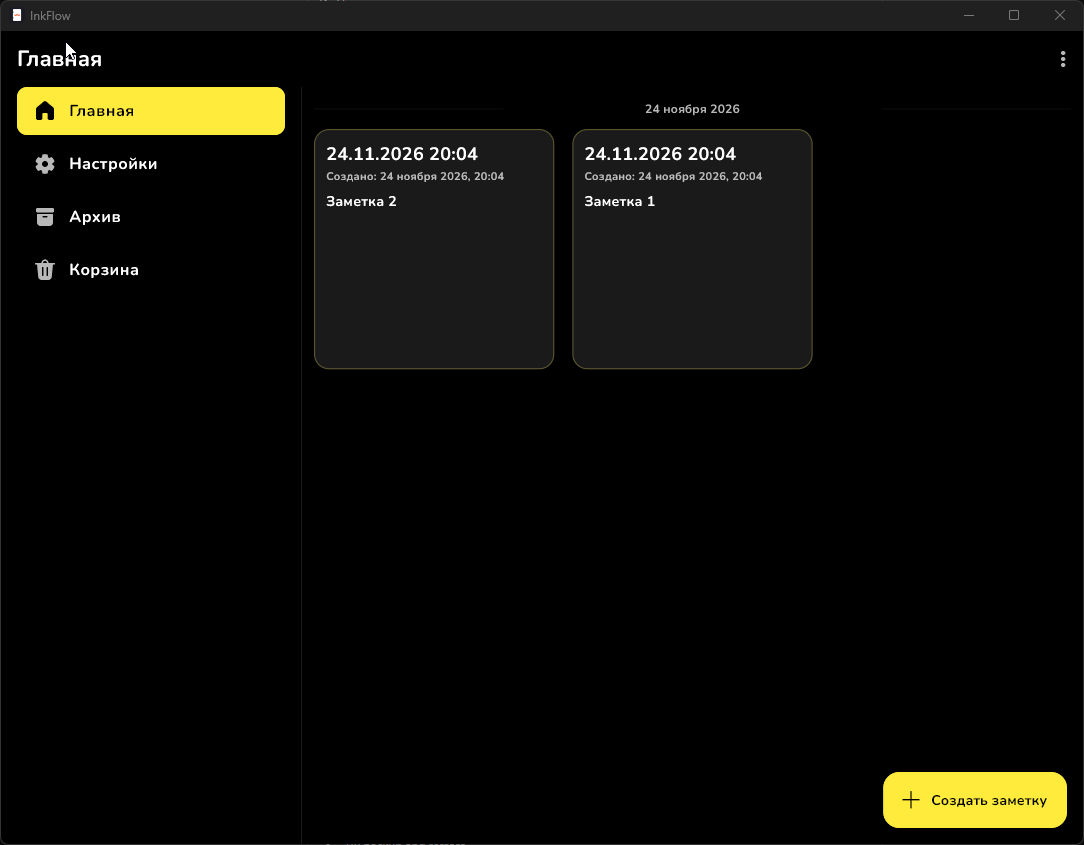 InkFlow
Главная
Главная
Настройки
Архив
Корзина
24 ноября 2026
24.11.2026 20:04
Создано: 24 ноября 2026, 20:04
Заметка 2
24.11.2026 20:04
Создано: 24 ноября 2026, 20:04
Заметка 1
Создать заметку